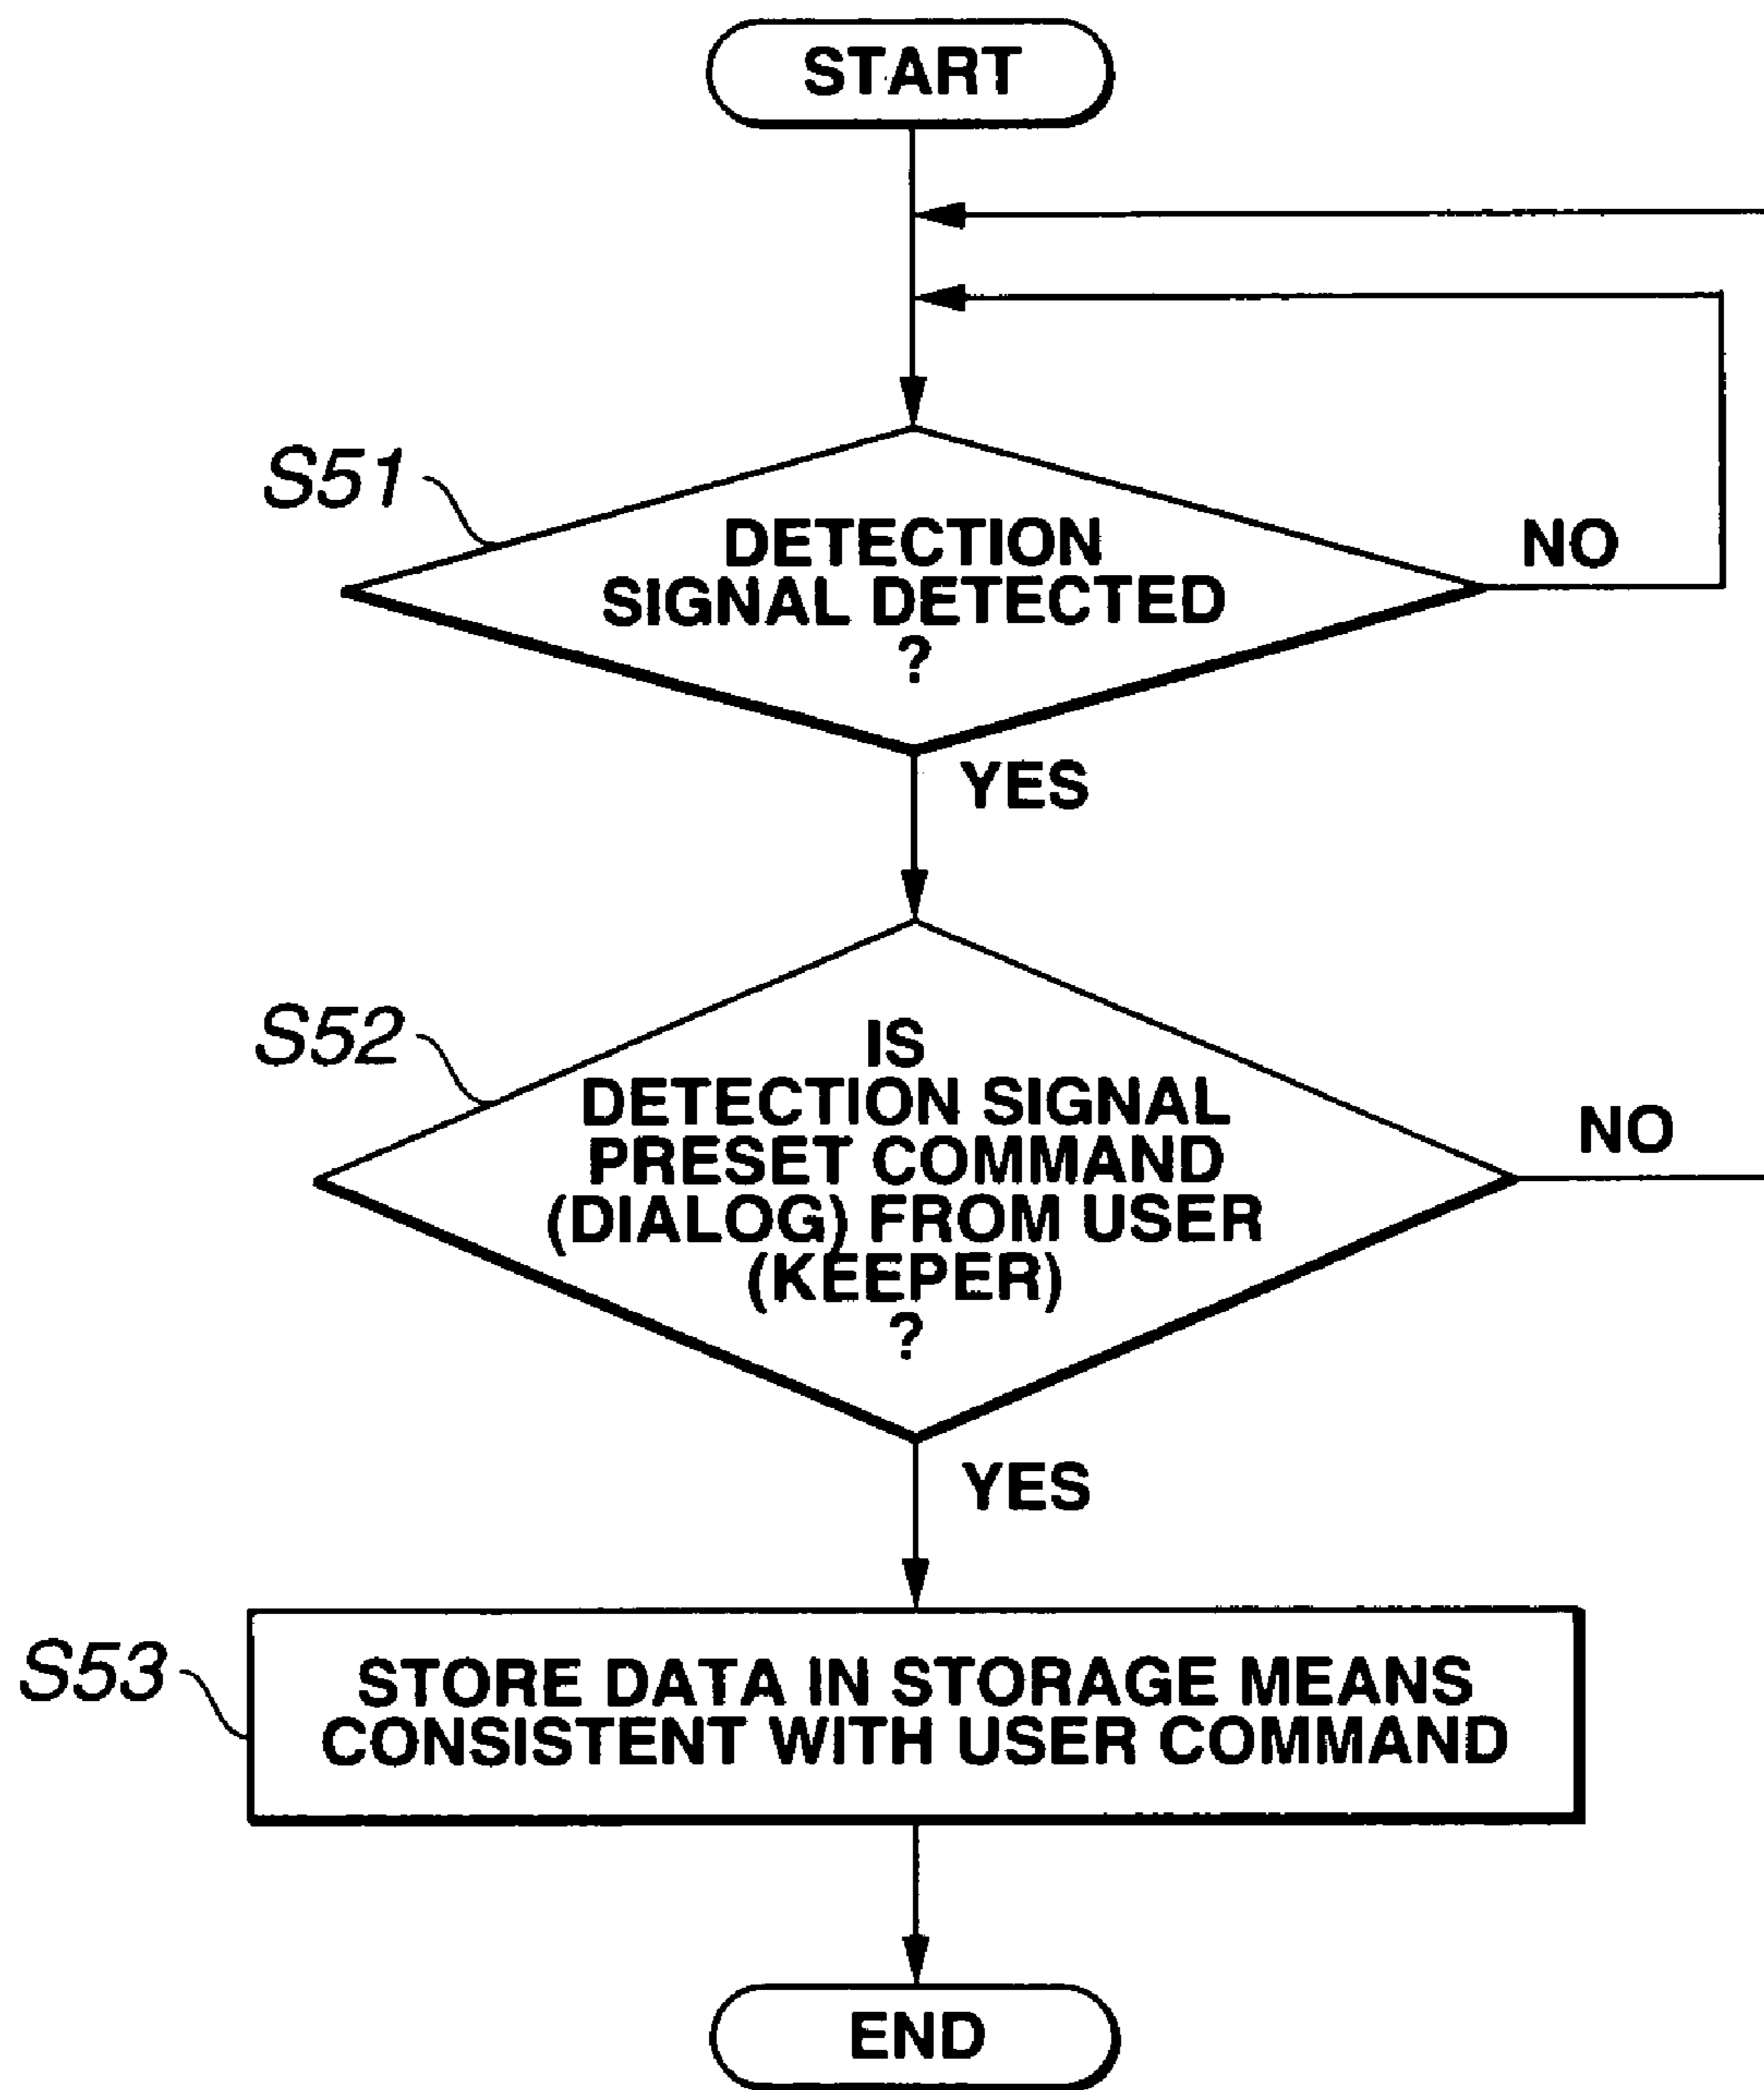 START
S51
DETECTION
SIGNAL DETECTED
?
NO
YES
S52
IS
DETECTION SIGNAL
PRESET COMMAND
(DIALOG) FROM USER
(KEEPER)
?
NO
YES
S53
STORE DATA IN STORAGE MEANS
CONSISTENT WITH USER COMMAND
END